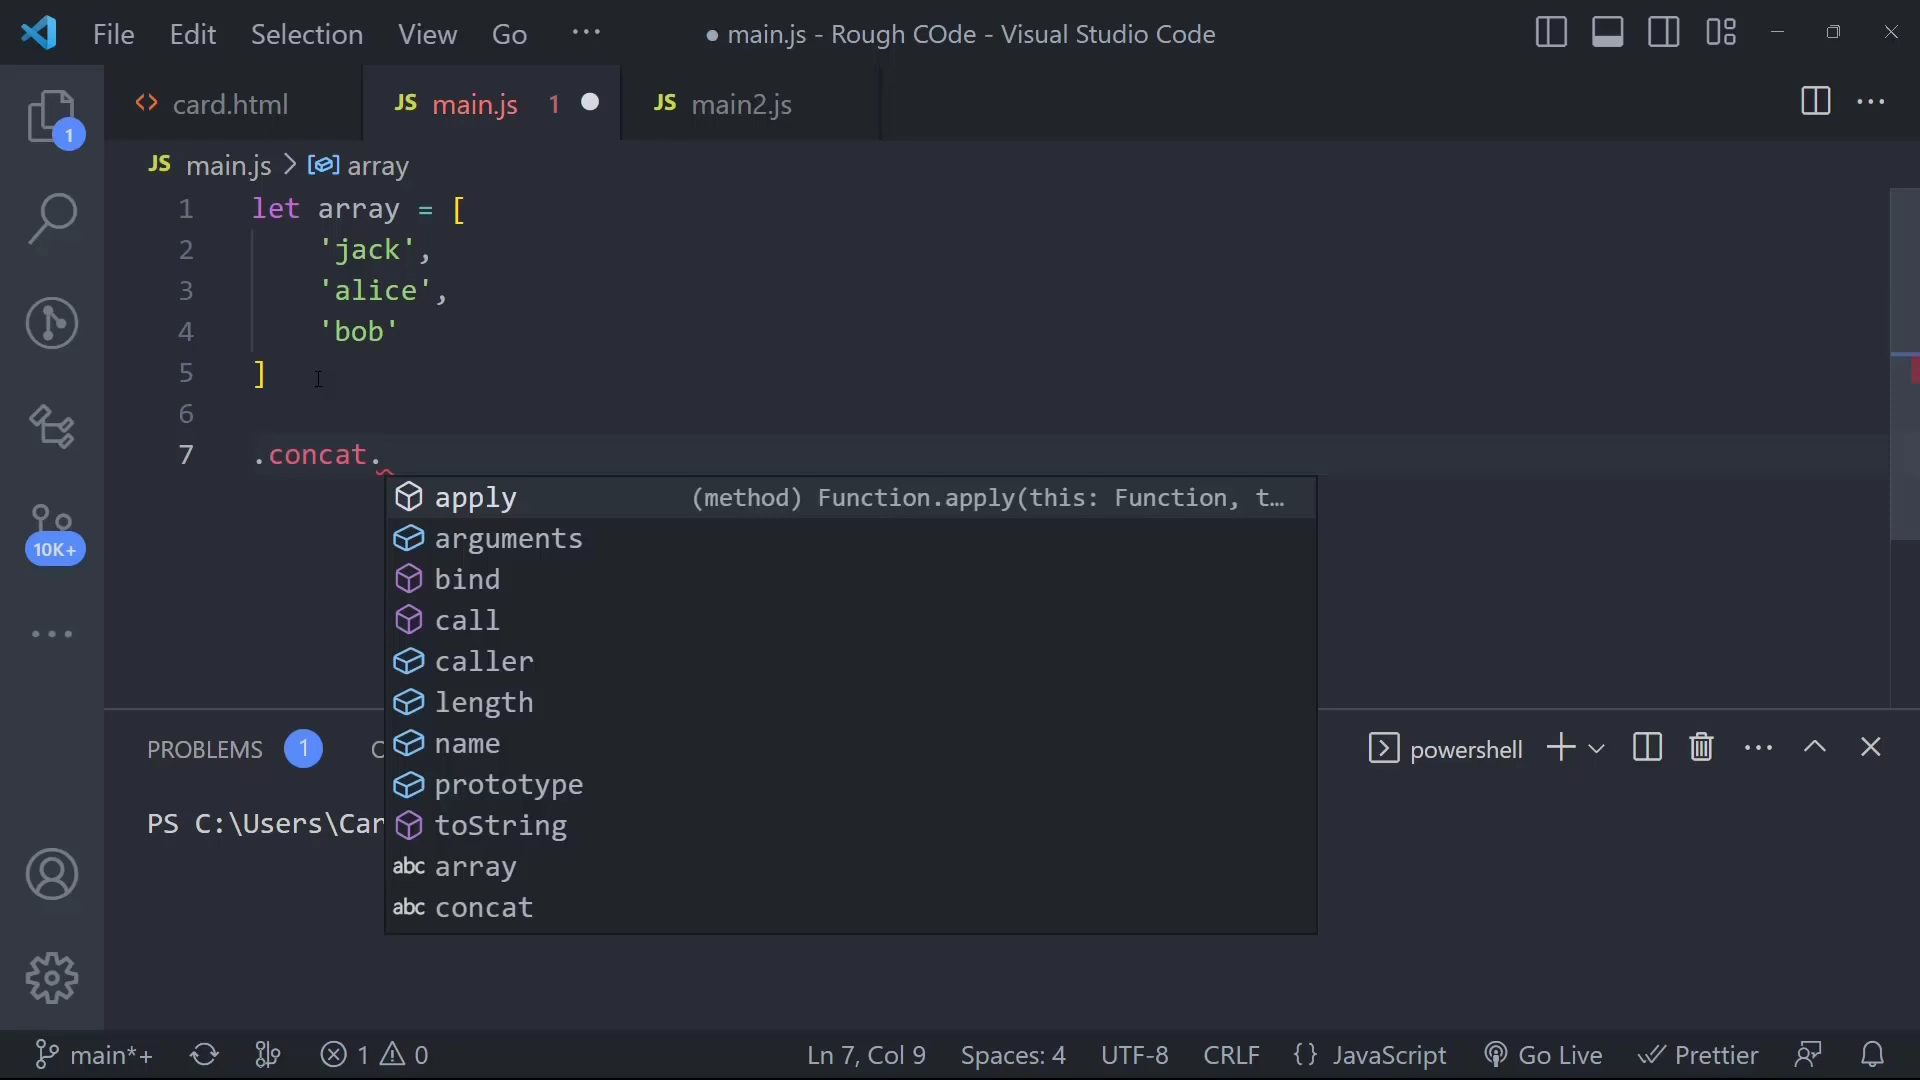 File Edit Selection View Go ··· ● main.js - Rough COde - Visual Studio Code
<> card.html JS main.js 1 ● JS main2.js
JS main.js > array
1 let array = [
2 'jack',
3 'alice',
4 'bob'
5 ]
6
7 .concat.
1
10K+
apply (method) Function.apply(this: Function, t…
arguments
bind
call
caller
length
name
prototype
toString
abc array
abc concat
PROBLEMS 1 powershell
PS C:\Users\Car
main*+ 1 0 Ln 7, Col 9 Spaces: 4 UTF-8 CRLF {} JavaScript Go Live Prettier